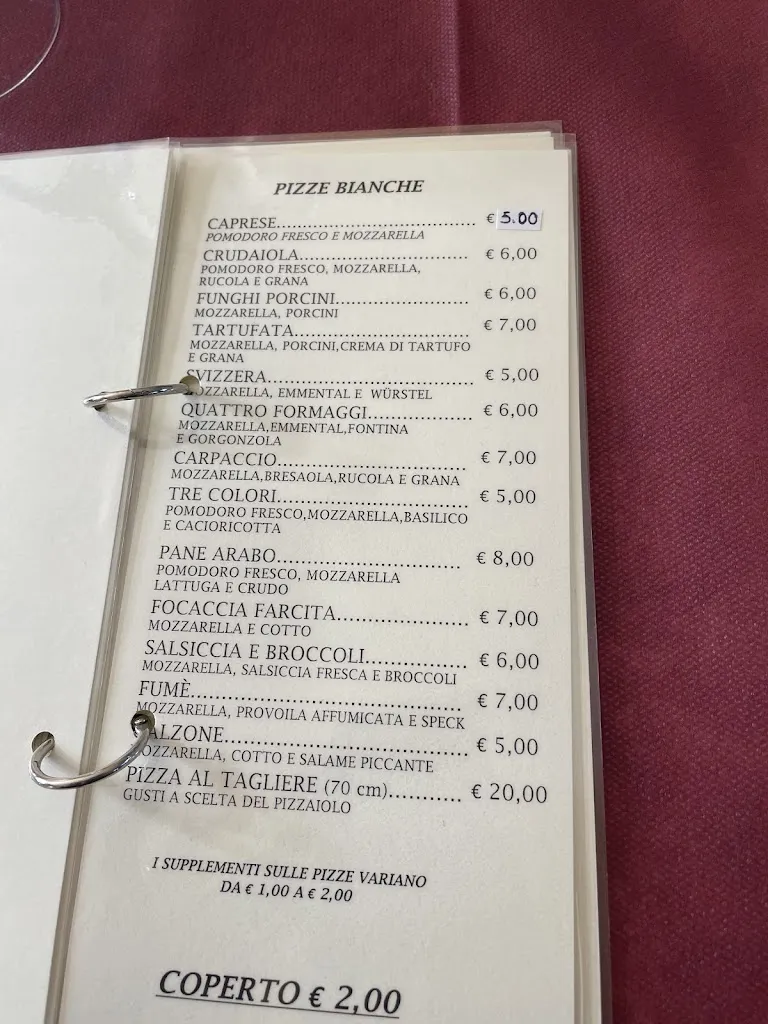 PIZZE BIANCHE
CAPRESE.................................... € 5.00
POMODORO FRESCO E MOZZARELLA
CRUDAIOLA............................... € 6,00
POMODORO FRESCO, MOZZARELLA,
RUCOLA E GRANA
FUNGHI PORCINI........................ € 6,00
MOZZARELLA, PORCINI
TARTUFATA................................ € 7,00
MOZZARELLA, PORCINI,CREMA DI TARTUFO
E GRANA
SVIZZERA..................................... € 5,00
MOZZARELLA, EMMENTAL E WÜRSTEL
QUATTRO FORMAGGI................... € 6,00
MOZZARELLA,EMMENTAL,FONTINA
E GORGONZOLA
CARPACCIO.................................. € 7,00
MOZZARELLA,BRESAOLA,RUCOLA E GRANA
TRE COLORI.................................. € 5,00
POMODORO FRESCO,MOZZARELLA,BASILICO
E CACIORICOTTA
PANE ARABO................................ € 8,00
POMODORO FRESCO, MOZZARELLA
LATTUGA E CRUDO
FOCACCIA FARCITA....................... € 7,00
MOZZARELLA E COTTO
SALSICCIA E BROCCOLI................. € 6,00
MOZZARELLA, SALSICCIA FRESCA E BROCCOLI
FUMÈ............................................ € 7,00
MOZZARELLA, PROVOILA AFFUMICATA E SPECK
ALZONE........................................ € 5,00
MOZZARELLA, COTTO E SALAME PICCANTE
PIZZA AL TAGLIERE (70 cm)........... € 20,00
GUSTI A SCELTA DEL PIZZAIOLO
I SUPPLEMENTI SULLE PIZZE VARIANO
DA € 1,00 A € 2,00
COPERTO € 2,00